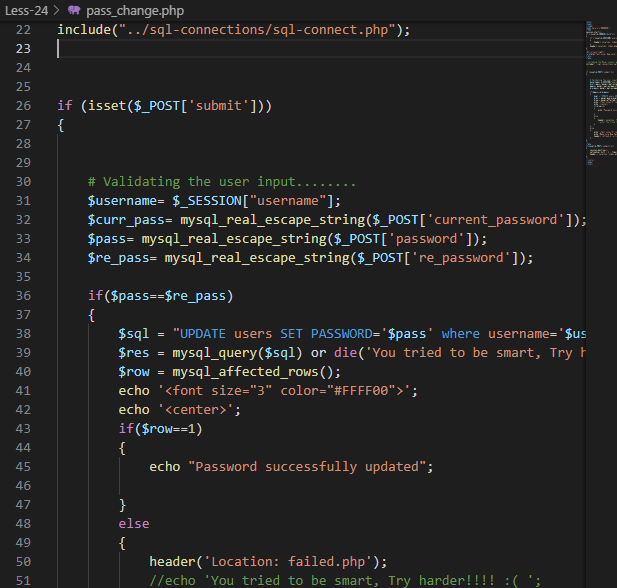 Less-24 > pass_change.php
22 include("../sql-connections/sql-connect.php");
23
24
25
26 if (isset($_POST['submit']))
27 {
28
29
30 # Validating the user input........
31 $username= $_SESSION["username"];
32 $curr_pass= mysql_real_escape_string($_POST['current_password']);
33 $pass= mysql_real_escape_string($_POST['password']);
34 $re_pass= mysql_real_escape_string($_POST['re_password']);
35
36 if($pass==$re_pass)
37 {
38 $sql = "UPDATE users SET PASSWORD='$pass' where username='$us
39 $res = mysql_query($sql) or die('You tried to be smart, Try h
40 $row = mysql_affected_rows();
41 echo '<font size="3" color="#FFFF00">';
42 echo '<center>';
43 if($row==1)
44 {
45 echo "Password successfully updated";
46
47 }
48 else
49 {
50 header('Location: failed.php');
51 //echo 'You tried to be smart, Try harder!!!! :( ';